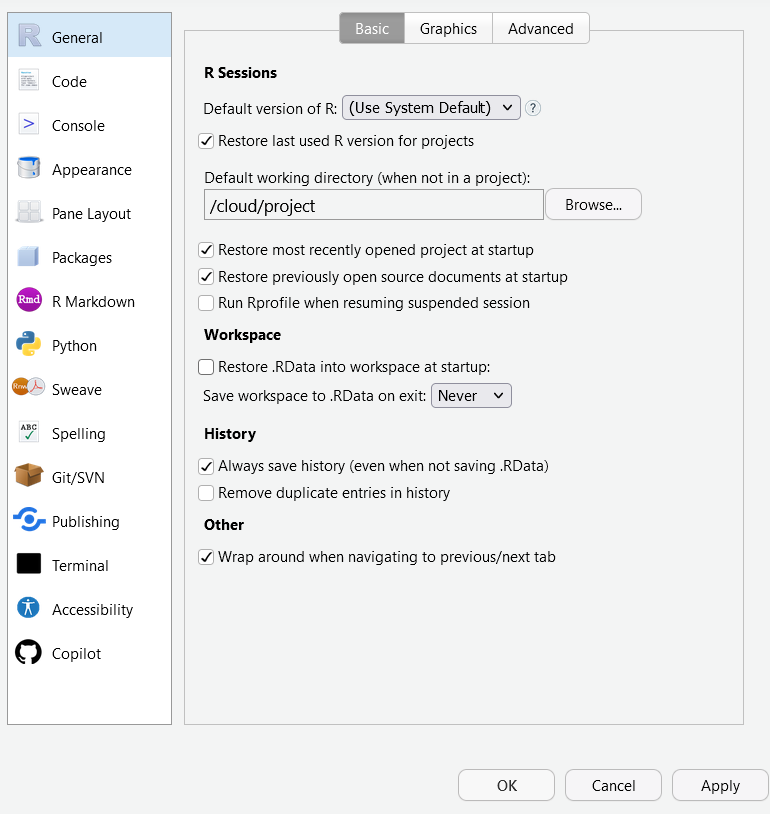 R General
Code
> Console
Appearance
Pane Layout
Packages
Rmd R Markdown
Python
Rnw Sweave
ABC Spelling
Git/SVN
Publishing
Terminal
Accessibility
Copilot
Basic Graphics Advanced
R Sessions
Default version of R: (Use System Default) ?
Restore last used R version for projects
Default working directory (when not in a project):
/cloud/project Browse...
Restore most recently opened project at startup
Restore previously open source documents at startup
Run Rprofile when resuming suspended session
Workspace
Restore .RData into workspace at startup:
Save workspace to .RData on exit: Never
History
Always save history (even when not saving .RData)
Remove duplicate entries in history
Other
Wrap around when navigating to previous/next tab
OK Cancel Apply